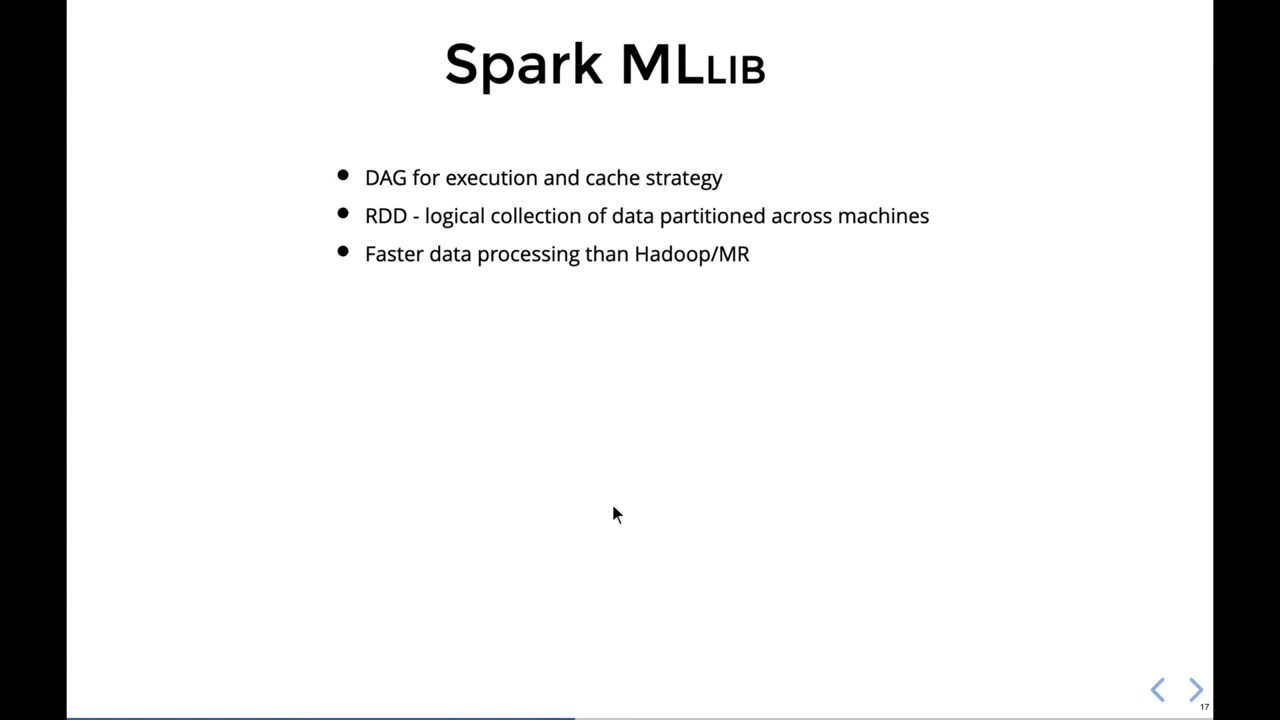 Spark MLLIB
• DAG for execution and cache strategy
• RDD - logical collection of data partitioned across machines
• Faster data processing than Hadoop/MR
17